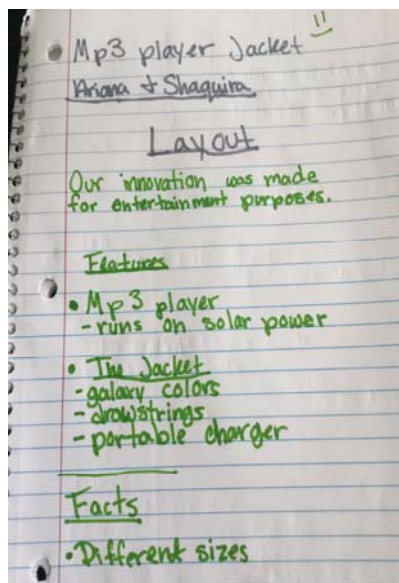 Mp3 player Jacket
Ariana & Shaquira
Layout
Our innovation was made
for entertainment purposes.
Features
• Mp3 player
- runs on solar power
• The Jacket
- galaxy colors
- drawstrings
- portable charger
Facts
• Different sizes